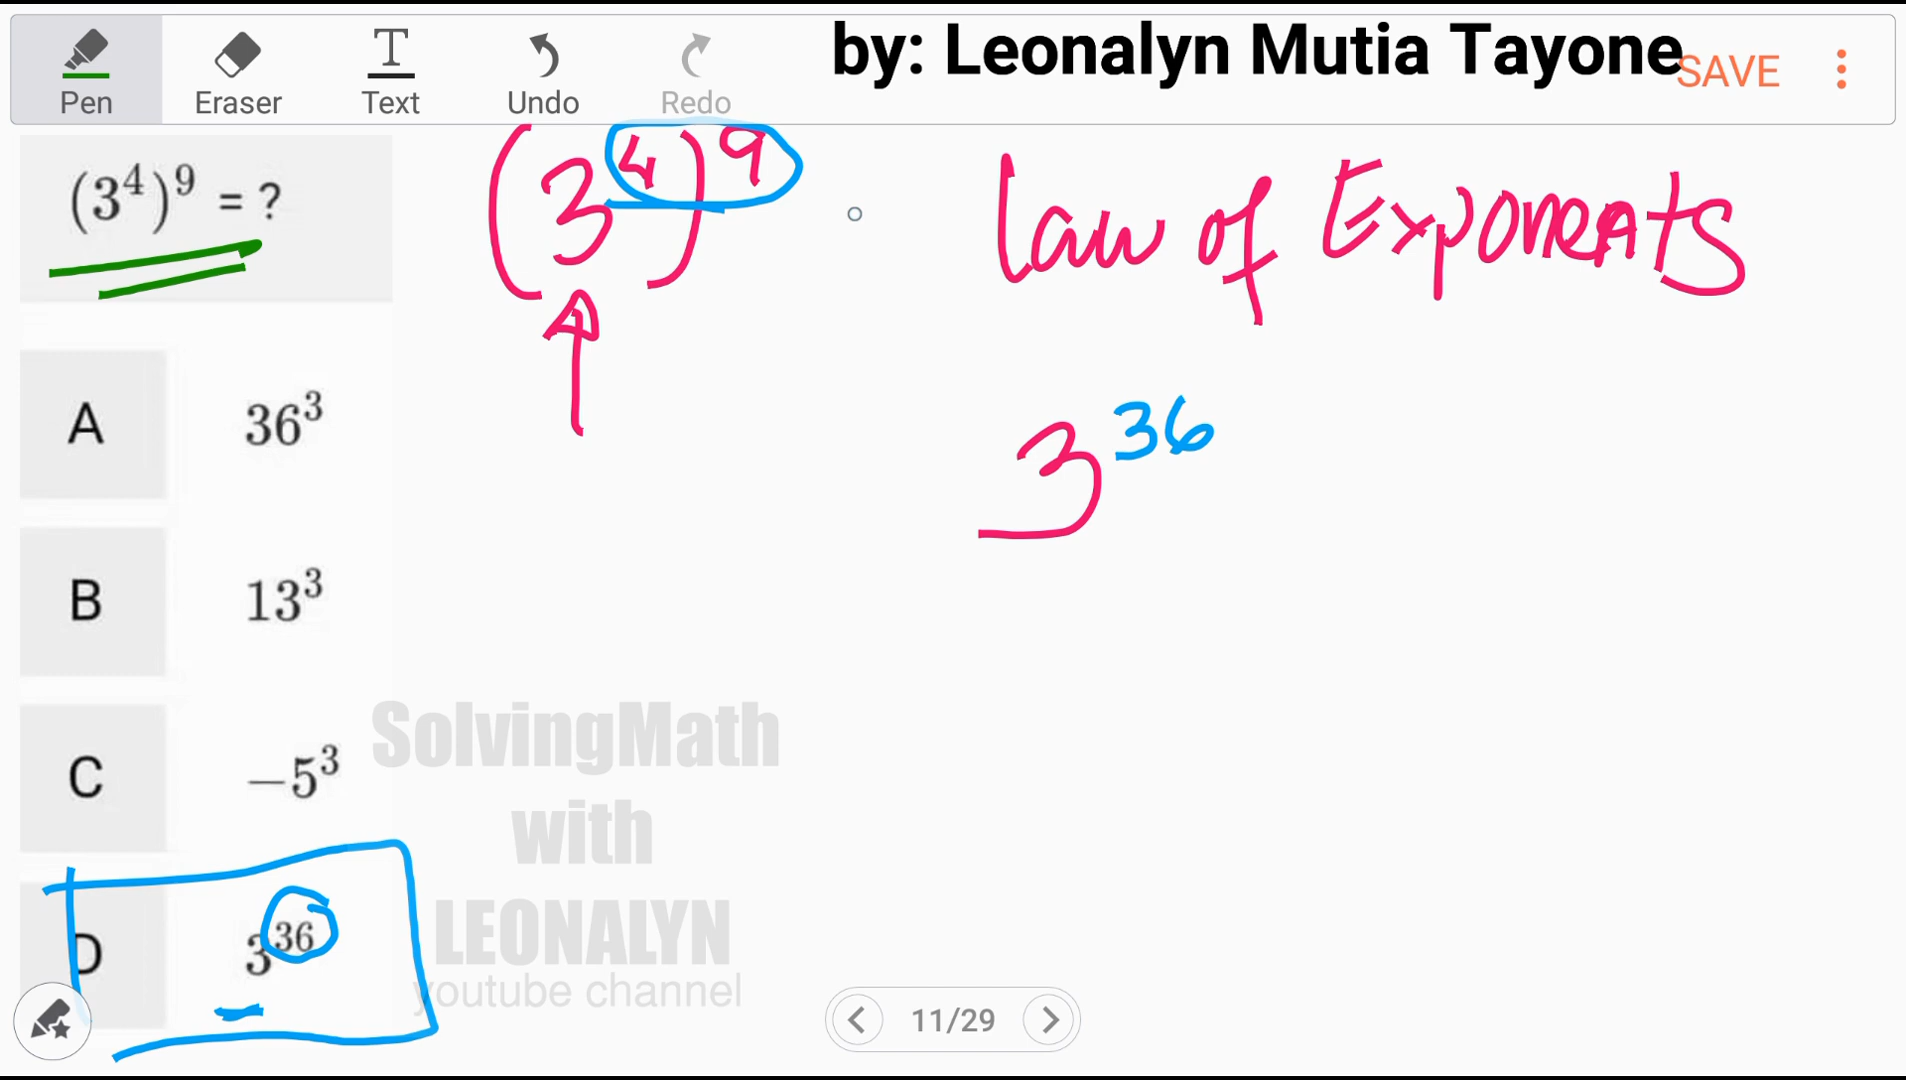 by: Leonalyn Mutia Tayone
Pen Eraser Text Undo Redo SAVE
(3⁴)⁹ = ?
(3⁴)⁹
Law of Exponents
A 36³
3³⁶
B 13³
C −5³
D 3³⁶
SolvingMath
with
LEONALYN
youtube channel
11/29